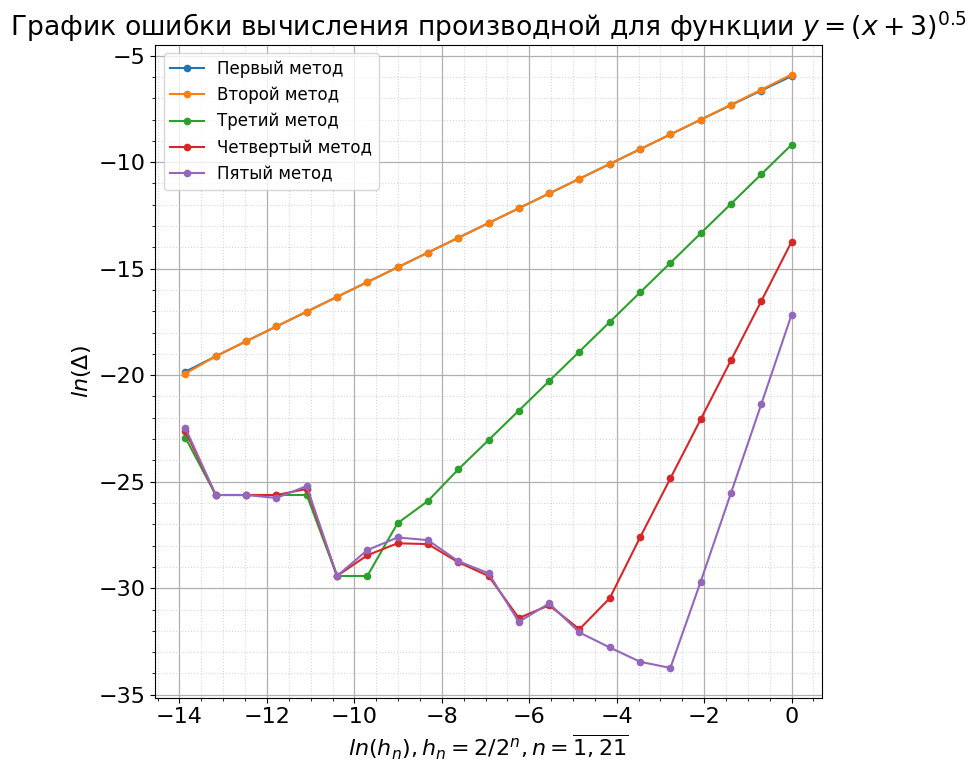 График ошибки вычисления производной для функции $y = (x + 3)^{0.5}$
Первый метод
Второй метод
Третий метод
Четвертый метод
Пятый метод
−5
−10
−15
−20
−25
−30
−35
$ln(\Delta)$
−14 −12 −10 −8 −6 −4 −2 0
$ln(h_n), h_n = 2/2^n, n = \overline{1, 21}$